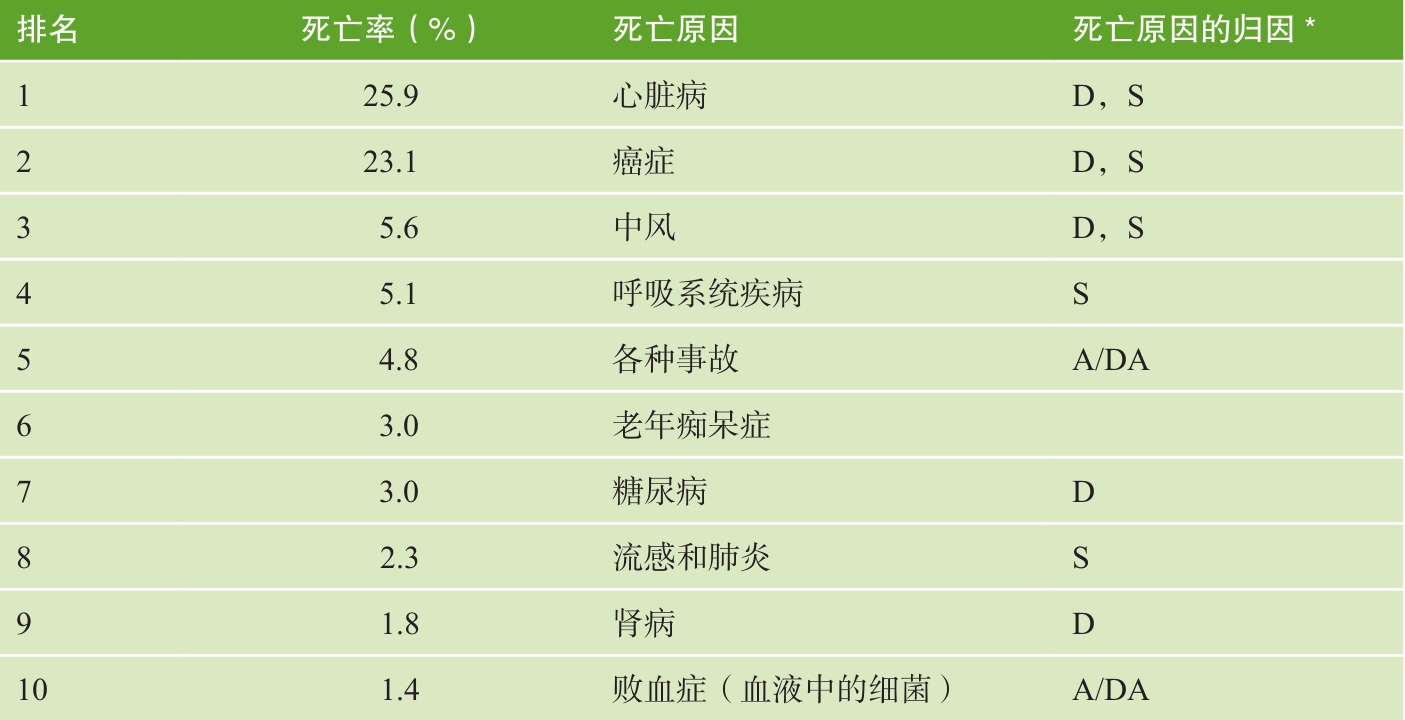 排名 死亡率（%） 死亡原因 死亡原因的归因*
1 25.9 心脏病 D，S
2 23.1 癌症 D，S
3 5.6 中风 D，S
4 5.1 呼吸系统疾病 S
5 4.8 各种事故 A/DA
6 3.0 老年痴呆症
7 3.0 糖尿病 D
8 2.3 流感和肺炎 S
9 1.8 肾病 D
10 1.4 败血症（血液中的细菌） A/DA